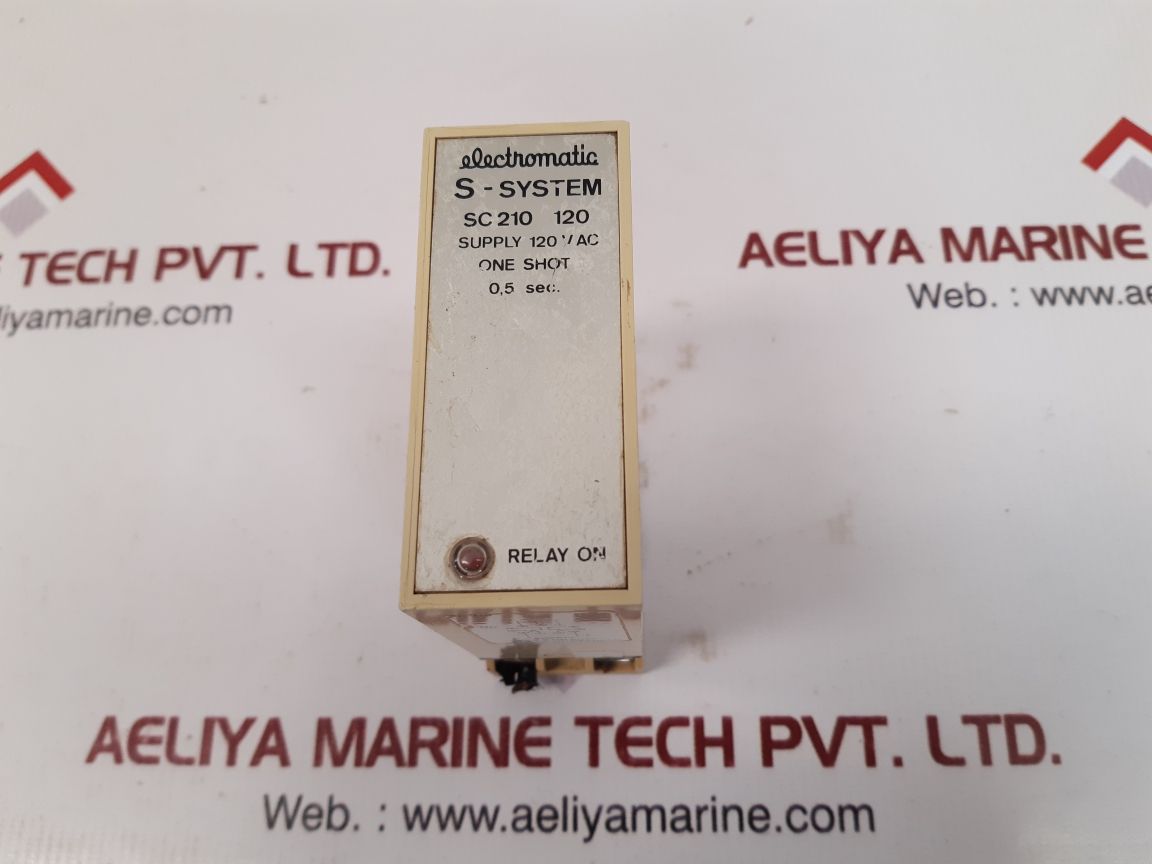 electromatic
S - SYSTEM
SC 210 120
SUPPLY 120 V AC
ONE SHOT
0,5 sec.
RELAY ON
E TECH PVT. LTD.
liyamarine.com
AELIYA MARINE
Web. : www.ae
AELIYA MARINE TECH PVT. LTD.
Web. : www.aeliyamarine.com